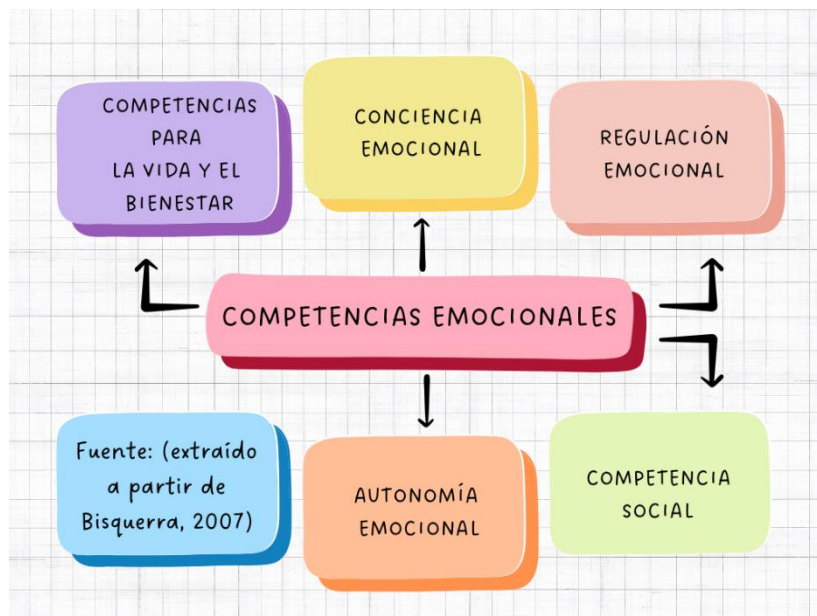 COMPETENCIAS
PARA
LA VIDA Y EL
BIENESTAR
CONCIENCIA
EMOCIONAL
REGULACIÓN
EMOCIONAL
COMPETENCIAS EMOCIONALES
Fuente: (extraído
a partir de
Bisquerra, 2007)
AUTONOMÍA
EMOCIONAL
COMPETENCIA
SOCIAL